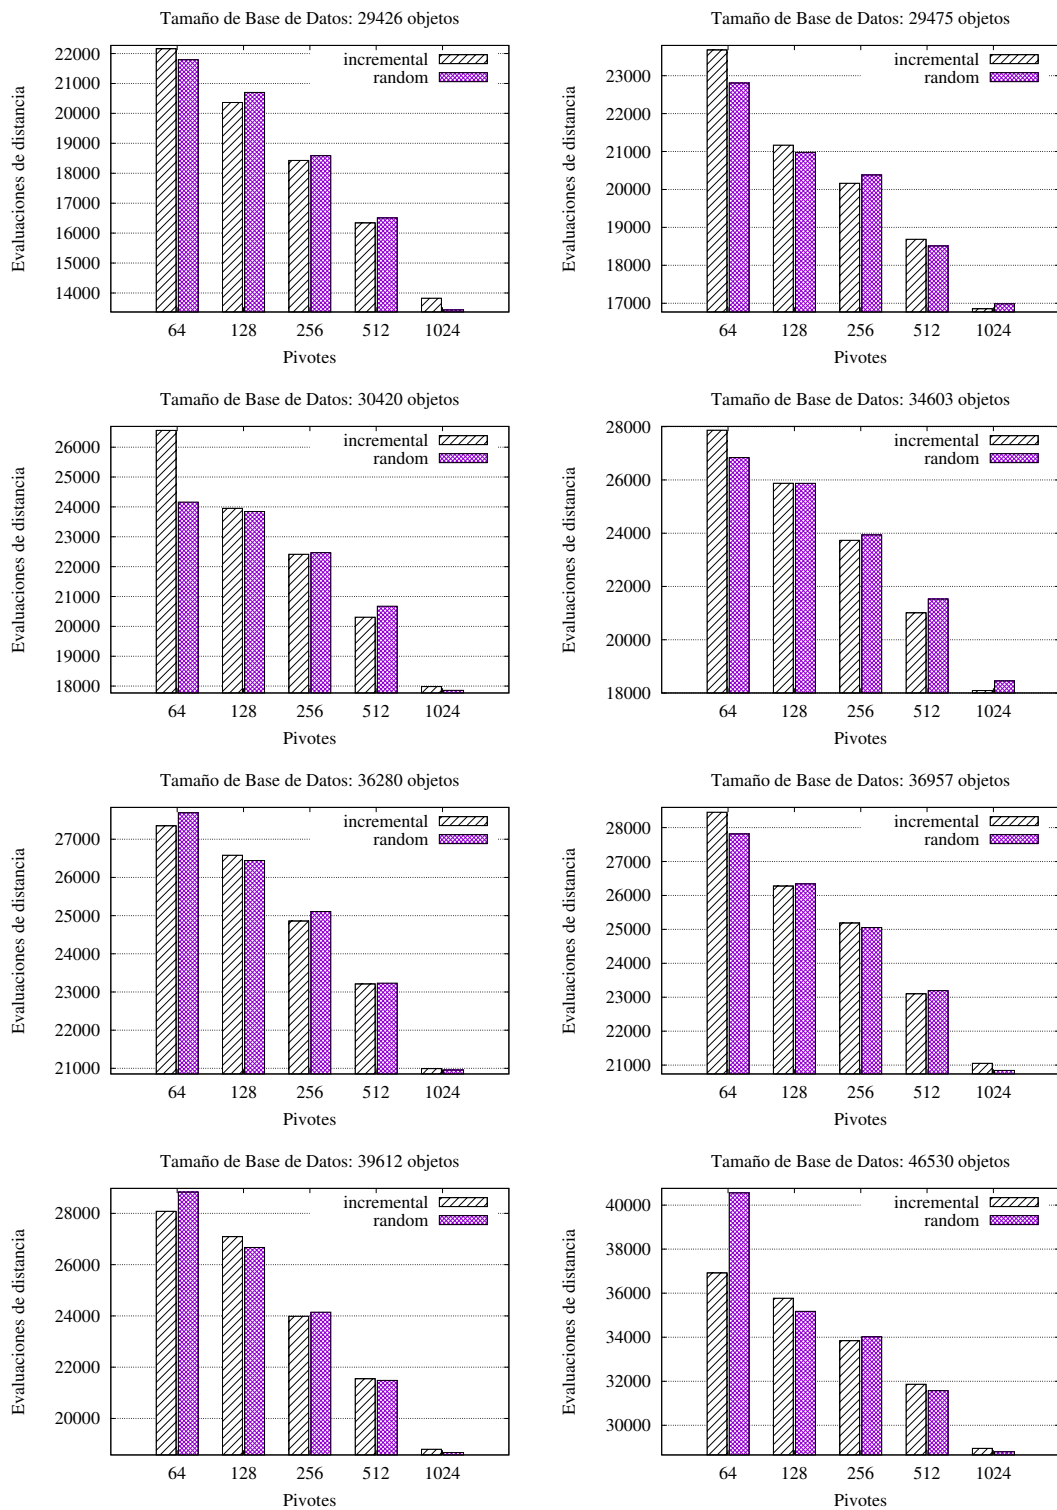 Tamaño de Base de Datos: 29426 objetos
Evaluaciones de distancia
22000
21000
20000
19000
18000
17000
16000
15000
14000
incremental
random
64 128 256 512 1024
Pivotes
Tamaño de Base de Datos: 29475 objetos
Evaluaciones de distancia
23000
22000
21000
20000
19000
18000
17000
incremental
random
64 128 256 512 1024
Pivotes
Tamaño de Base de Datos: 30420 objetos
Evaluaciones de distancia
26000
25000
24000
23000
22000
21000
20000
19000
18000
incremental
random
64 128 256 512 1024
Pivotes
Tamaño de Base de Datos: 34603 objetos
Evaluaciones de distancia
28000
26000
24000
22000
20000
18000
incremental
random
64 128 256 512 1024
Pivotes
Tamaño de Base de Datos: 36280 objetos
Evaluaciones de distancia
27000
26000
25000
24000
23000
22000
21000
incremental
random
64 128 256 512 1024
Pivotes
Tamaño de Base de Datos: 36957 objetos
Evaluaciones de distancia
28000
27000
26000
25000
24000
23000
22000
21000
incremental
random
64 128 256 512 1024
Pivotes
Tamaño de Base de Datos: 39612 objetos
Evaluaciones de distancia
28000
26000
24000
22000
20000
incremental
random
64 128 256 512 1024
Pivotes
Tamaño de Base de Datos: 46530 objetos
Evaluaciones de distancia
40000
38000
36000
34000
32000
30000
incremental
random
64 128 256 512 1024
Pivotes